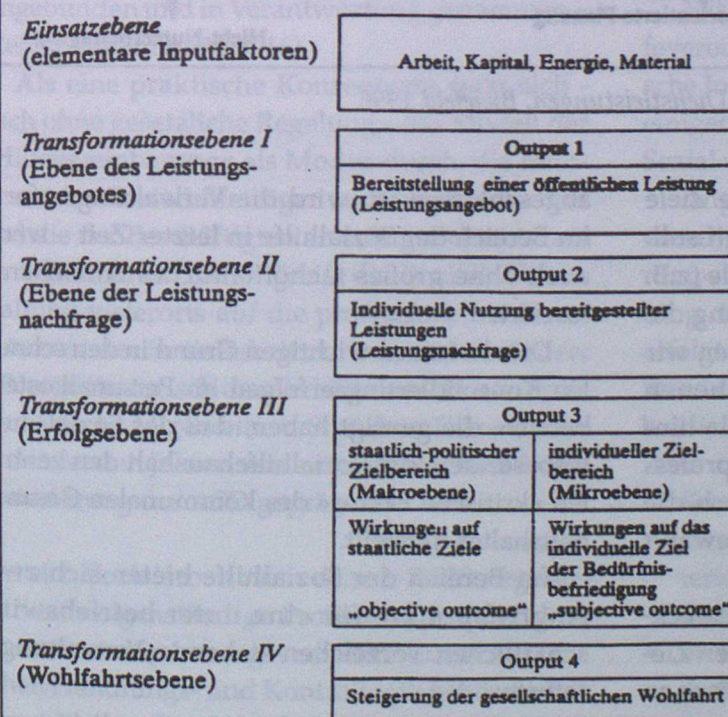 Einsatzebene
(elementare Inputfaktoren)
Arbeit, Kapital, Energie, Material
Transformationsebene I
(Ebene des Leistungs-
angebotes)
Output 1
Bereitstellung einer öffentlichen Leistung
(Leistungsangebot)
Transformationsebene II
(Ebene der Leistungs-
nachfrage)
Output 2
Individuelle Nutzung bereitgestellter
Leistungen
(Leistungsnachfrage)
Transformationsebene III
(Erfolgsebene)
Output 3
staatlich-politischer
Zielbereich
(Makroebene)
Wirkungen auf
staatliche Ziele
„objective outcome“
individueller Ziel-
bereich
(Mikroebene)
Wirkungen auf das
individuelle Ziel
der Bedürfnis-
befriedigung
„subjective outcome“
Transformationsebene IV
(Wohlfahrtsebene)
Output 4
Steigerung der gesellschaftlichen Wohlfahrt